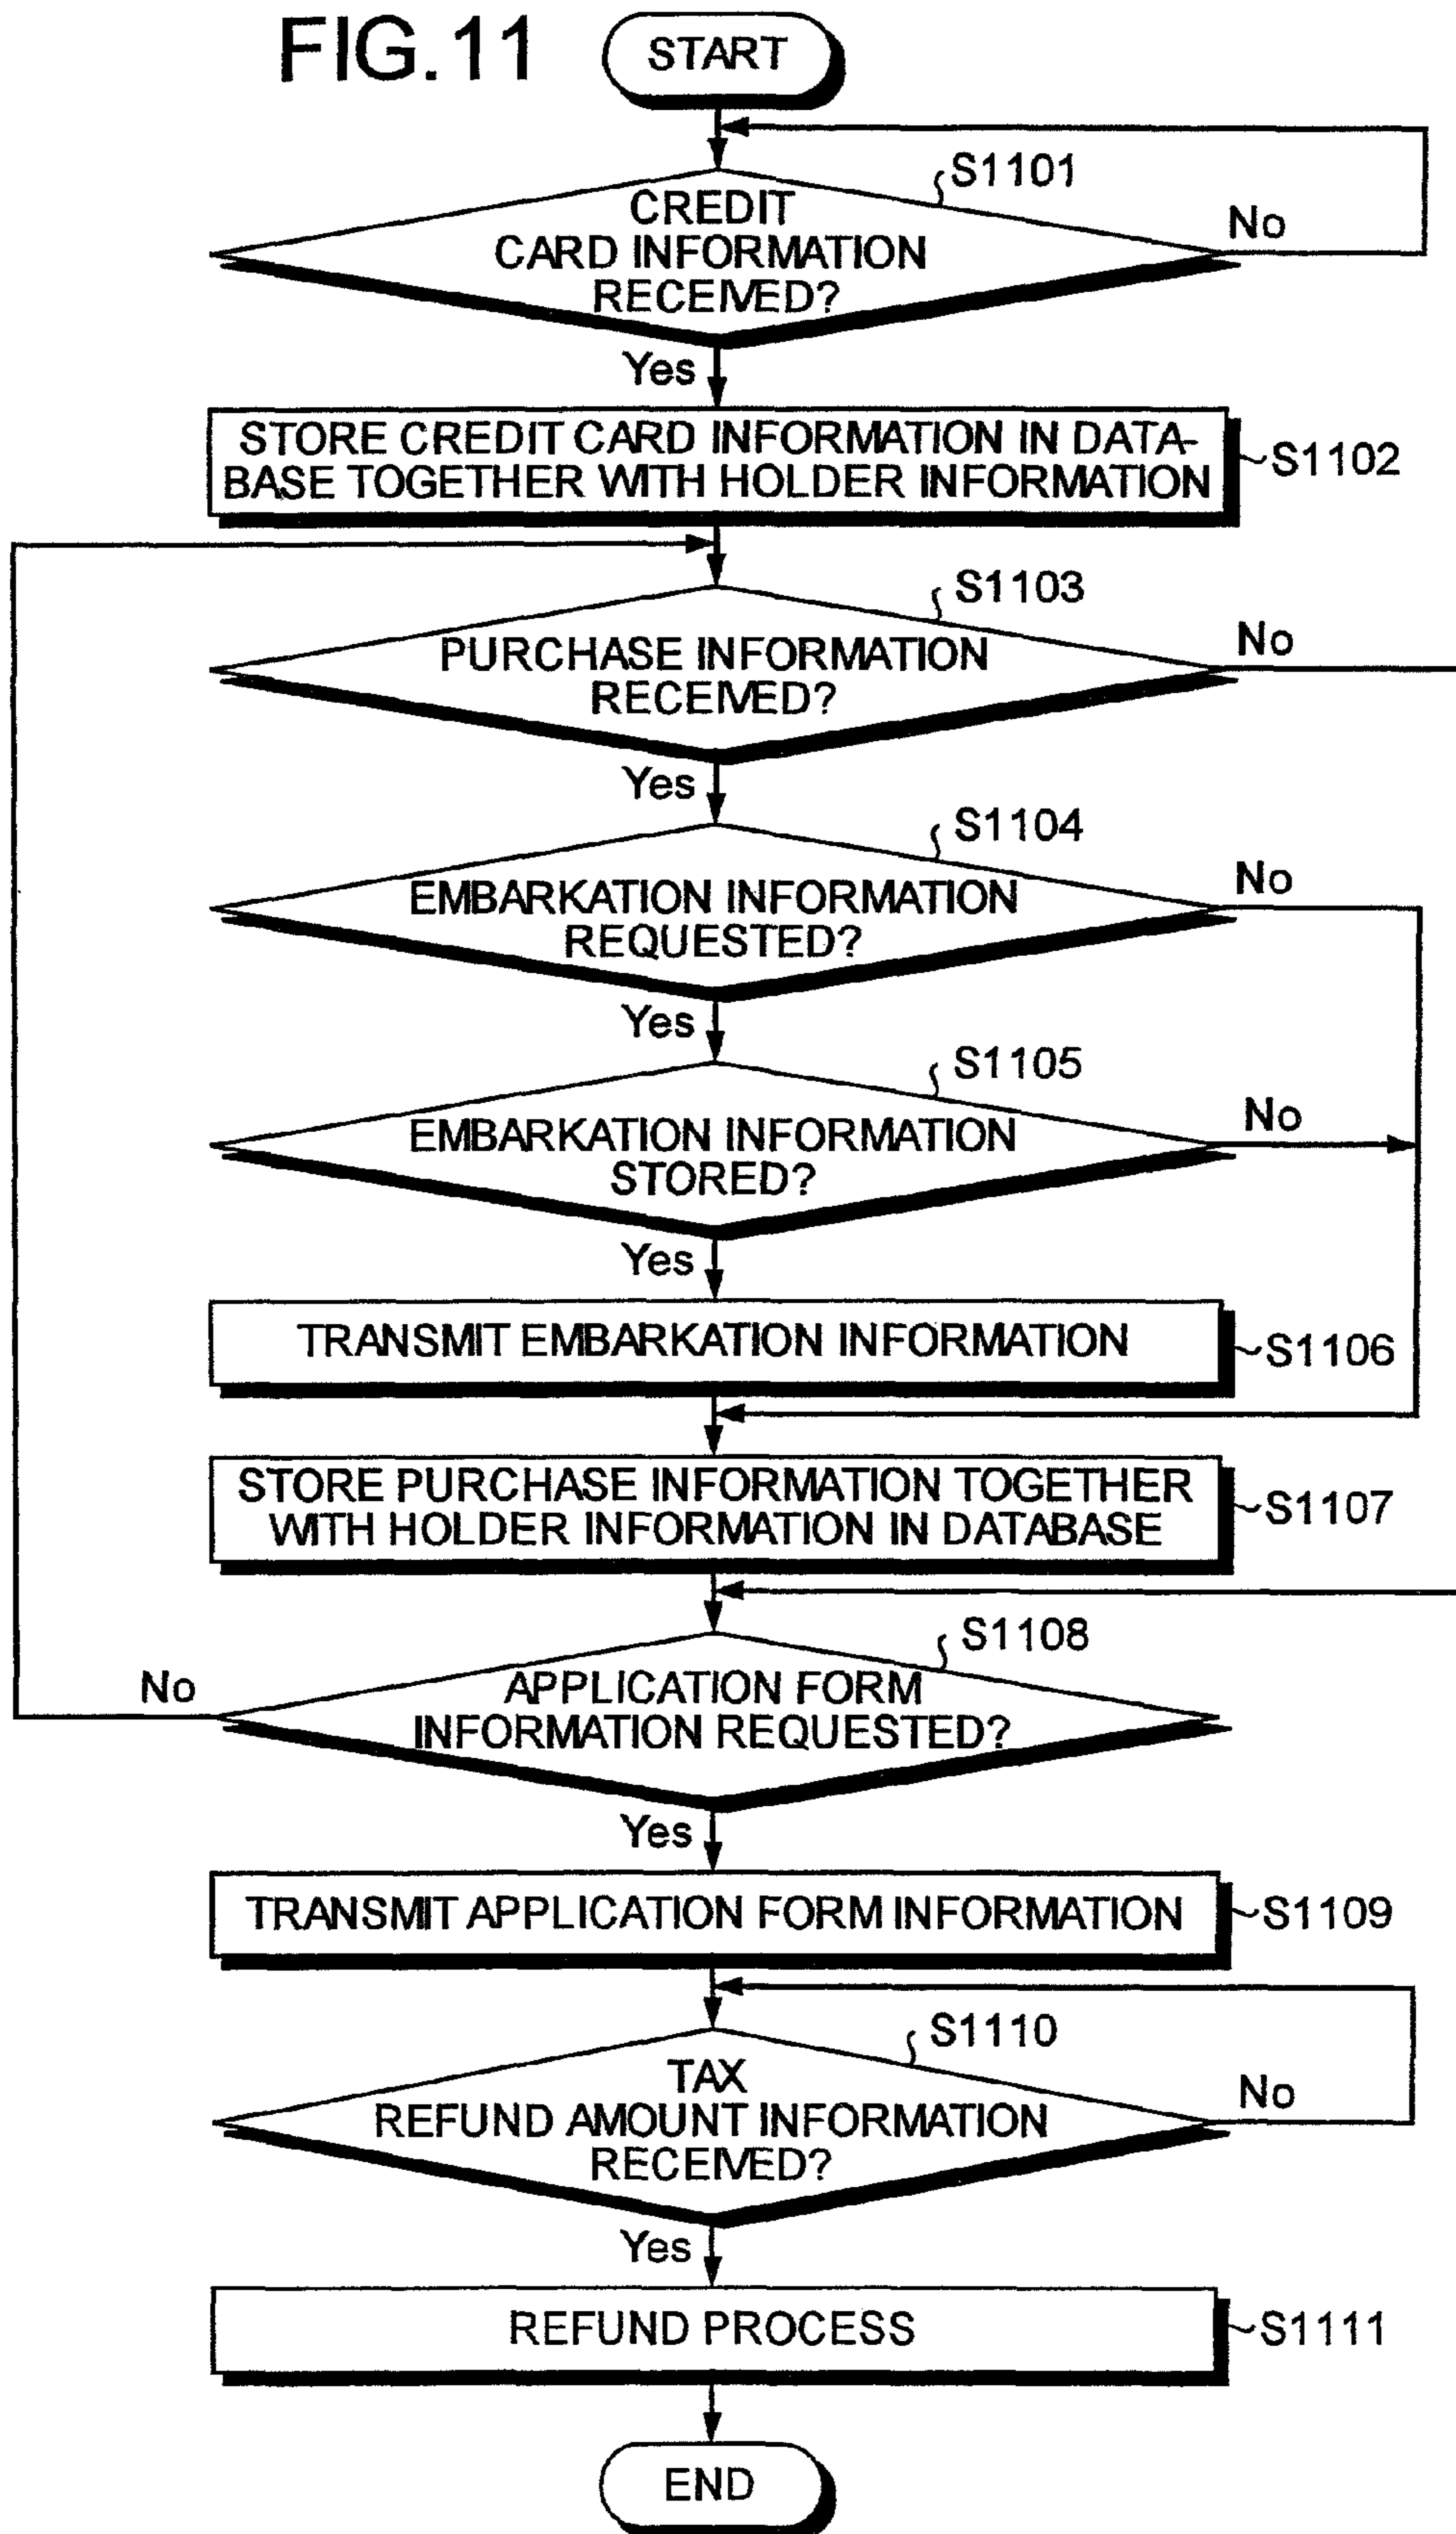 FIG.11
START
S1101
CREDIT
CARD INFORMATION
RECEIVED?
No
Yes
STORE CREDIT CARD INFORMATION IN DATA-
BASE TOGETHER WITH HOLDER INFORMATION
S1102
S1103
PURCHASE INFORMATION
RECEIVED?
No
Yes
S1104
EMBARKATION INFORMATION
REQUESTED?
No
Yes
S1105
EMBARKATION INFORMATION
STORED?
No
Yes
TRANSMIT EMBARKATION INFORMATION
S1106
STORE PURCHASE INFORMATION TOGETHER
WITH HOLDER INFORMATION IN DATABASE
S1107
S1108
No
APPLICATION FORM
INFORMATION REQUESTED?
Yes
TRANSMIT APPLICATION FORM INFORMATION
S1109
S1110
TAX
REFUND AMOUNT INFORMATION
RECEIVED?
No
Yes
REFUND PROCESS
S1111
END